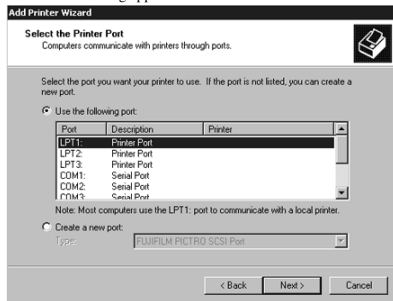 Add Printer Wizard
Select the Printer Port
Computers communicate with printers through ports.
Select the port you want your printer to use. If the port is not listed, you can create a
new port.
Use the following port:
Port Description Printer
LPT1: Printer Port
LPT2: Printer Port
LPT3: Printer Port
COM1: Serial Port
COM2: Serial Port
COM3: Serial Port
Note: Most computers use the LPT1: port to communicate with a local printer.
Create a new port:
Type: FUJIFILM PICTRO SCSI Port
< Back Next > Cancel